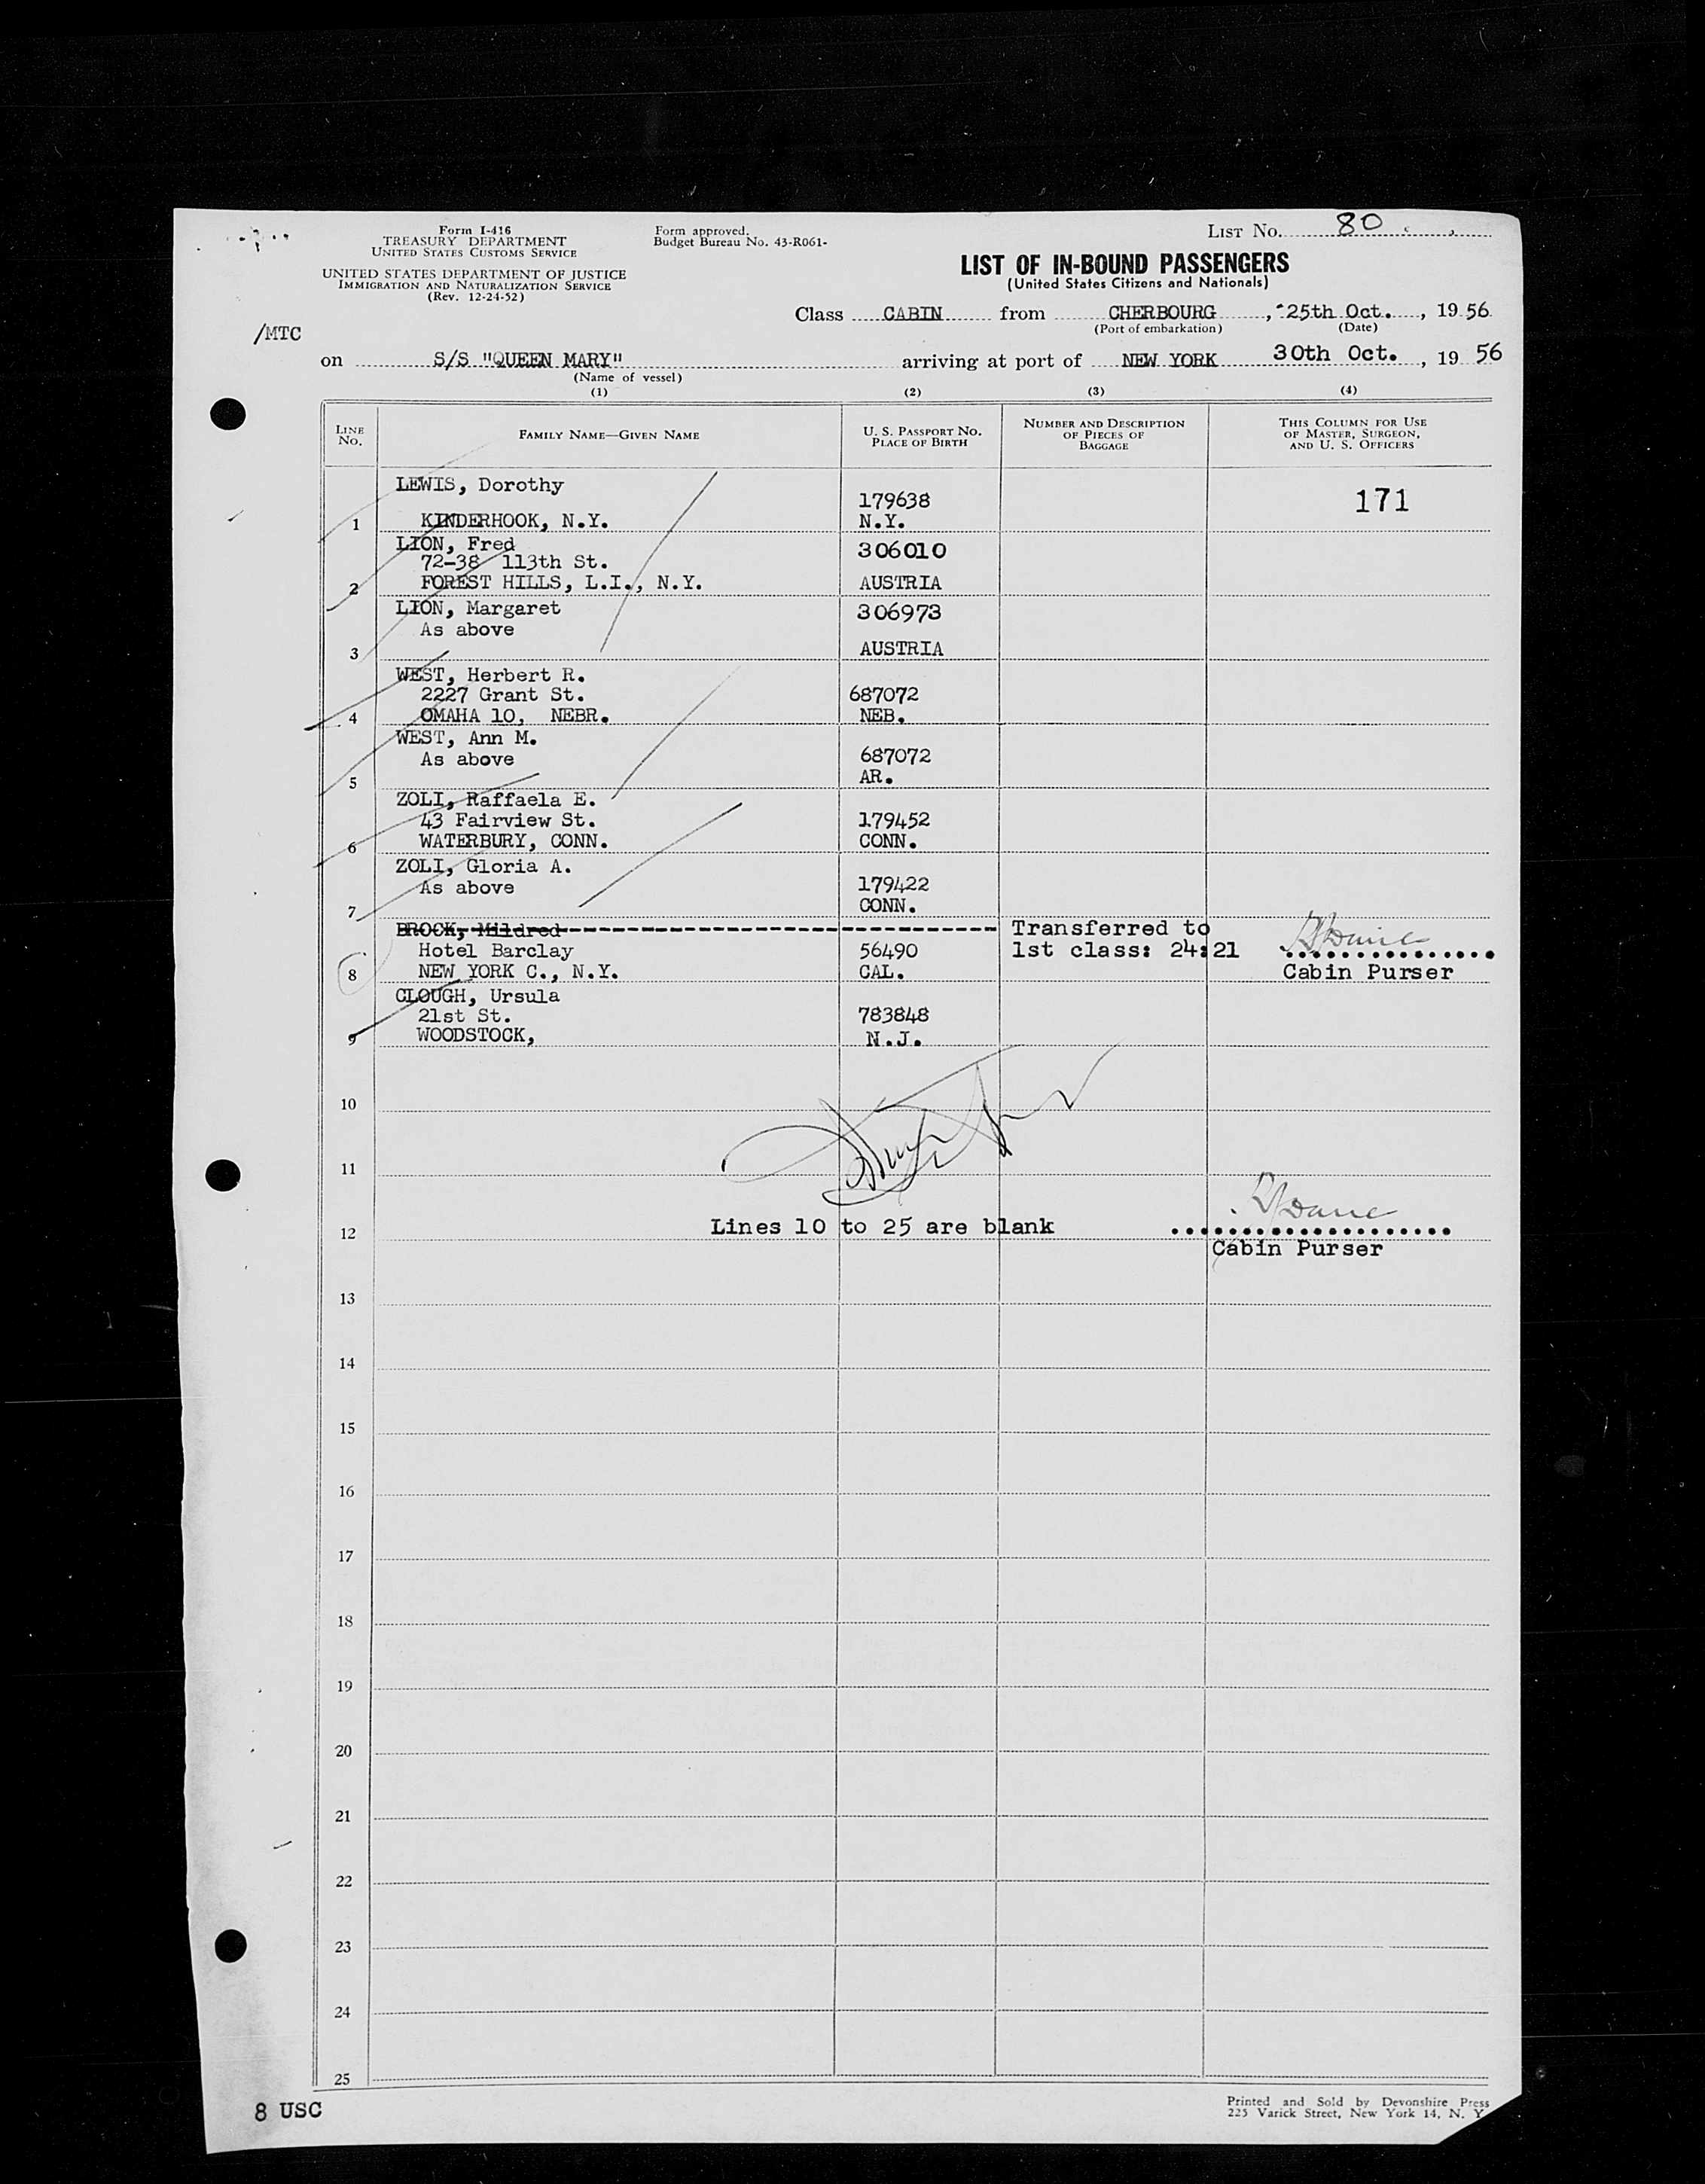 Form I-416
TREASURY DEPARTMENT
UNITED STATES CUSTOMS SERVICE
UNITED STATES DEPARTMENT OF JUSTICE
IMMIGRATION AND NATURALIZATION SERVICE
(Rev. 12-24-52)
Form approved.
Budget Bureau No. 43-R061-
LIST NO. 80
LIST OF IN-BOUND PASSENGERS
(United States Citizens and Nationals)
Class CABIN from CHERBOURG, 25th Oct., 1956
(Port of embarkation) (Date)
/MTC
on S/S "QUEEN MARY" arriving at port of NEW YORK 30th Oct., 1956
(Name of vessel)
(1) (2) (3) (4)
LINE NO. FAMILY NAME—GIVEN NAME U. S. PASSPORT NO. PLACE OF BIRTH NUMBER AND DESCRIPTION OF PIECES OF BAGGAGE THIS COLUMN FOR USE OF MASTER, SURGEON, AND U. S. OFFICERS
LEWIS, Dorothy
179638 171
1 KINDERHOOK, N.Y. N.Y.
LION, Fred 306010
72-38 113th St.
2 FOREST HILLS, L.I., N.Y. AUSTRIA
LION, Margaret 306973
As above
3 AUSTRIA
WEST, Herbert R.
2227 Grant St. 687072
4 OMAHA 10, NEBR. NEB.
WEST, Ann M.
As above 687072
5 AR.
ZOLI, Raffaela E.
43 Fairview St. 179452
6 WATERBURY, CONN. CONN.
ZOLI, Gloria A.
As above 179422
7 CONN.
BROCK, Mildred Transferred to
Hotel Barclay 56490 1st class: 24:21
8 NEW YORK C., N.Y. CAL. Cabin Purser
CLOUGH, Ursula
21st St. 783848
9 WOODSTOCK, N.J.
10
11
Lines 10 to 25 are blank
12
Cabin Purser
13
14
15
16
17
18
19
20
21
22
23
24
25
8 USC
Printed and Sold by Devonshire Press
225 Varick Street, New York 14, N. Y